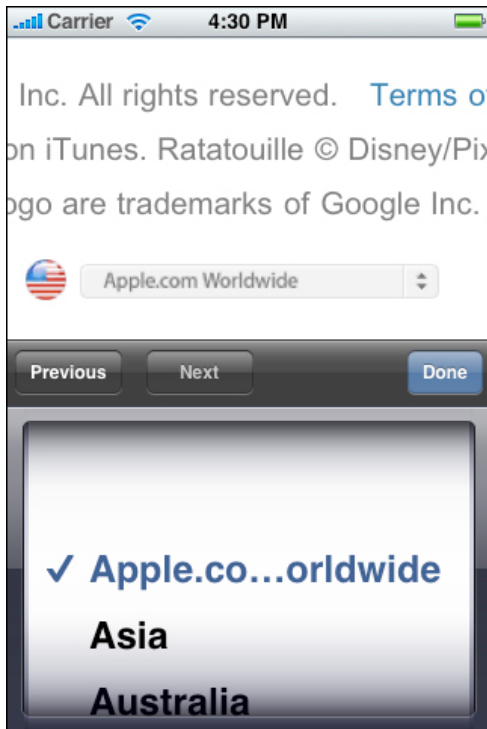 Carrier 4:30 PM
Inc. All rights reserved. Terms of
on iTunes. Ratatouille © Disney/Pix
ogo are trademarks of Google Inc.
Apple.com Worldwide
Previous Next Done
✓ Apple.co...orldwide
Asia
Australia